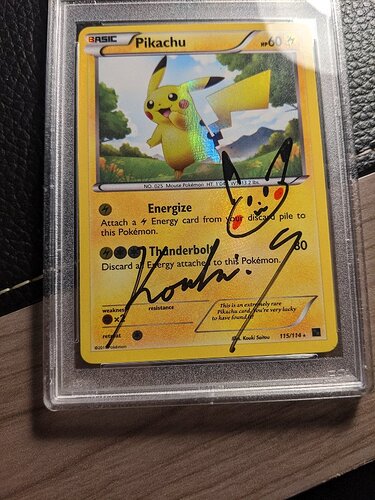 BASIC Pikachu HP60
NO. 025 Mouse Pokémon HT: 1'04" WT: 13.2 lbs.
Energize
Attach a Energy card from your discard pile to
this Pokémon.
Thunderbolt 80
Discard all Energy attached to this Pokémon.
weakness ×2 resistance
This is an extremely rare
Pikachu card. You're very lucky
to have found it!
retreat
Illus. Kouki Saitou 115/114